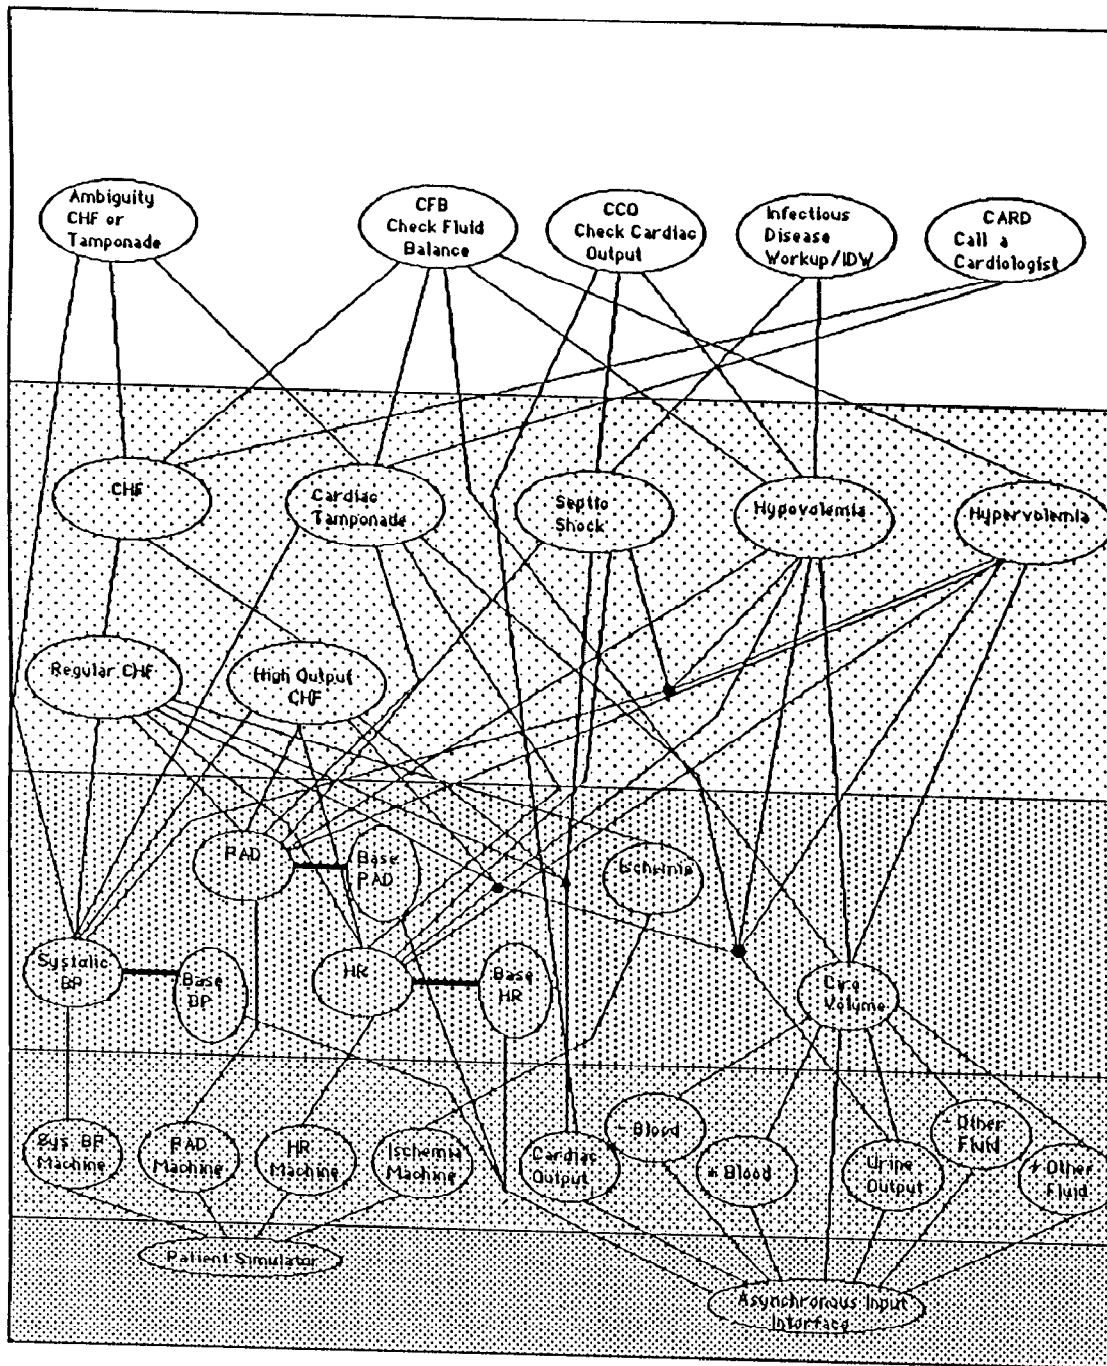 Ambiguity
CHF or
Tamponade
CFB
Check Fluid
Balance
CCO
Check Cardiac
Output
Infectious
Disease
Workup/IDW
CARD
Call a
Cardiologist
CHF
Cardiac
Tamponade
Septic
Shock
Hypovolemia
Hypervolemia
Regular CHF
High Output
CHF
PAD
Base
PAD
Ischemia
Systolic
BP
Base
BP
HR
Base
HR
Volume
Sys BP
Machine
PAD
Machine
HR
Machine
Ischemia
Machine
Cardiac
Output
- Blood
+ Blood
Urine
Output
- Other
Fluid
+ Other
Fluid
Patient Simulator
Asynchronous Input
Interface